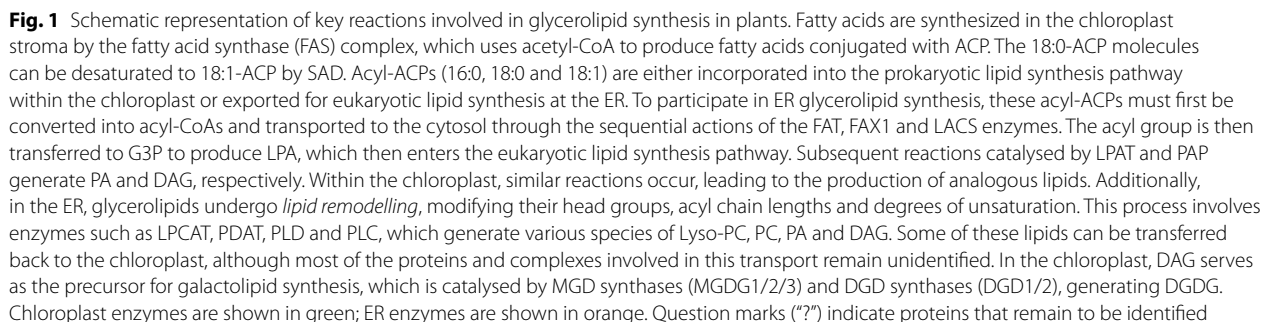 Fig. 1 Schematic representation of key reactions involved in glycerolipid synthesis in plants. Fatty acids are synthesized in the chloroplast
stroma by the fatty acid synthase (FAS) complex, which uses acetyl-CoA to produce fatty acids conjugated with ACP. The 18:0-ACP molecules
can be desaturated to 18:1-ACP by SAD. Acyl-ACPs (16:0, 18:0 and 18:1) are either incorporated into the prokaryotic lipid synthesis pathway
within the chloroplast or exported for eukaryotic lipid synthesis at the ER. To participate in ER glycerolipid synthesis, these acyl-ACPs must first be
converted into acyl-CoAs and transported to the cytosol through the sequential actions of the FAT, FAX1 and LACS enzymes. The acyl group is then
transferred to G3P to produce LPA, which then enters the eukaryotic lipid synthesis pathway. Subsequent reactions catalysed by LPAT and PAP
generate PA and DAG, respectively. Within the chloroplast, similar reactions occur, leading to the production of analogous lipids. Additionally,
in the ER, glycerolipids undergo lipid remodelling, modifying their head groups, acyl chain lengths and degrees of unsaturation. This process involves
enzymes such as LPCAT, PDAT, PLD and PLC, which generate various species of Lyso-PC, PC, PA and DAG. Some of these lipids can be transferred
back to the chloroplast, although most of the proteins and complexes involved in this transport remain unidentified. In the chloroplast, DAG serves
as the precursor for galactolipid synthesis, which is catalysed by MGD synthases (MGDG1/2/3) and DGD synthases (DGD1/2), generating DGDG.
Chloroplast enzymes are shown in green; ER enzymes are shown in orange. Question marks ("?") indicate proteins that remain to be identified